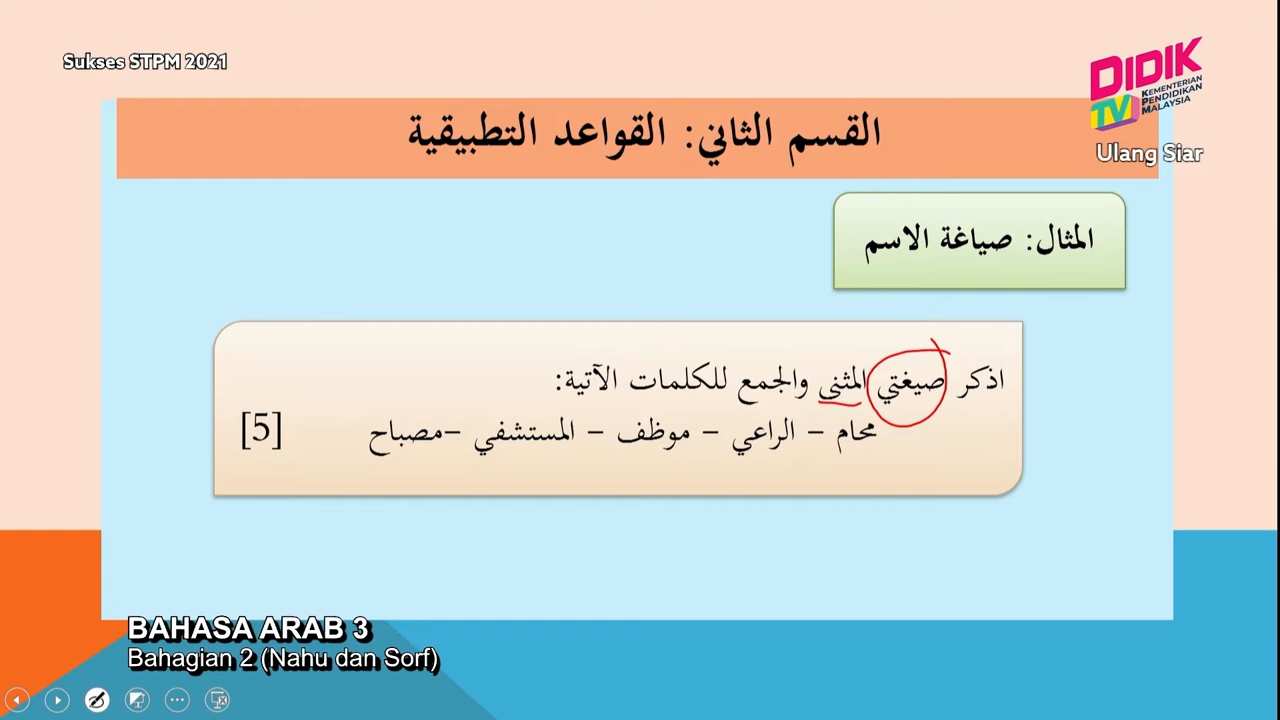 Sukses STPM 2021
DIDIK
TV
KEMENTERIAN
PENDIDIKAN
MALAYSIA
Ulang Siar
القسم الثاني: القواعد التطبيقية
المثال: صياغة الاسم
اذكر صيغتي المثنى والجمع للكلمات الآتية:
محام – الراعي – موظف – المستشفي –مصباح [5]
BAHASA ARAB 3
Bahagian 2 (Nahu dan Sorf)